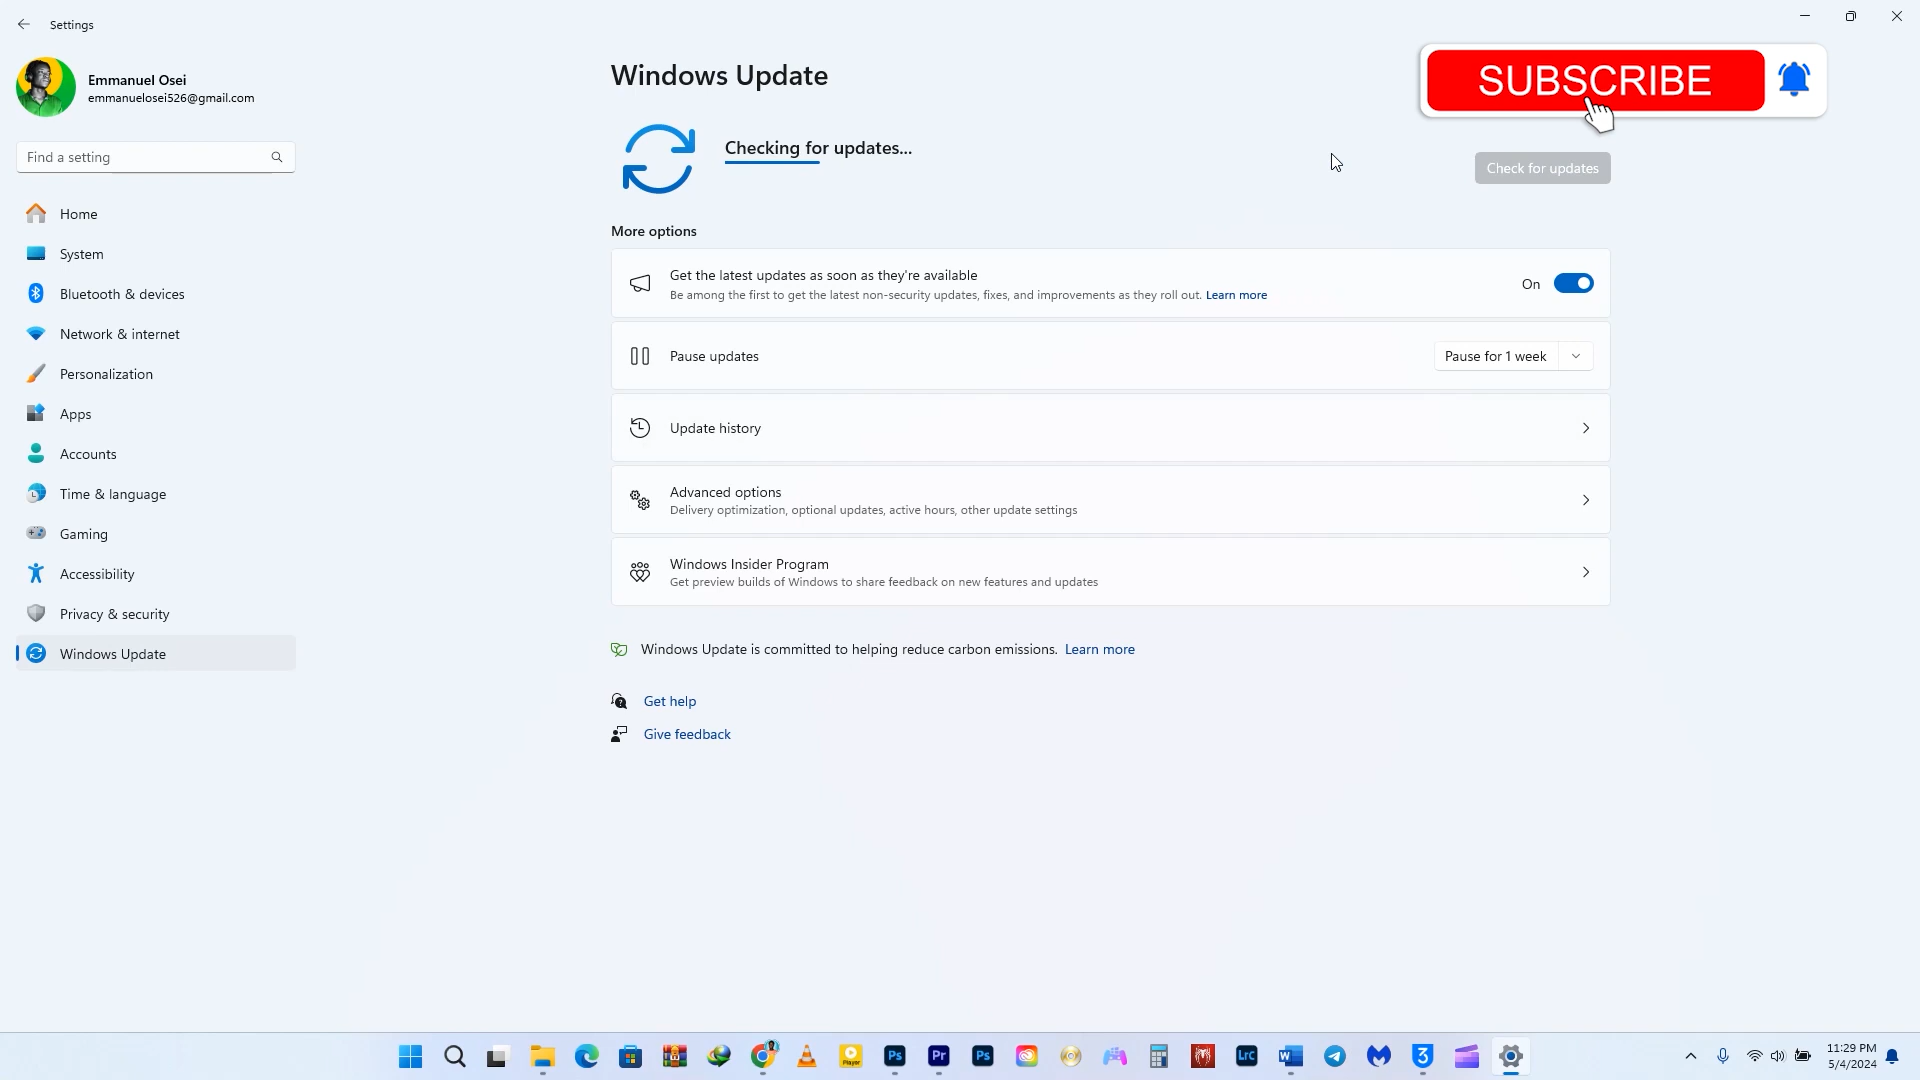 Settings
Emmanuel Osei
emmanuelosei526@gmail.com
Find a setting
Home
System
Bluetooth & devices
Network & internet
Personalization
Apps
Accounts
Time & language
Gaming
Accessibility
Privacy & security
Windows Update
Windows Update
SUBSCRIBE
Checking for updates...
Check for updates
More options
Get the latest updates as soon as they're available
Be among the first to get the latest non-security updates, fixes, and improvements as they roll out. Learn more
On
Pause updates
Pause for 1 week
Update history
Advanced options
Delivery optimization, optional updates, active hours, other update settings
Windows Insider Program
Get preview builds of Windows to share feedback on new features and updates
Windows Update is committed to helping reduce carbon emissions. Learn more
Get help
Give feedback
Player
Ps
Pr
Ps
LrC
W
3
11:29 PM
5/4/2024